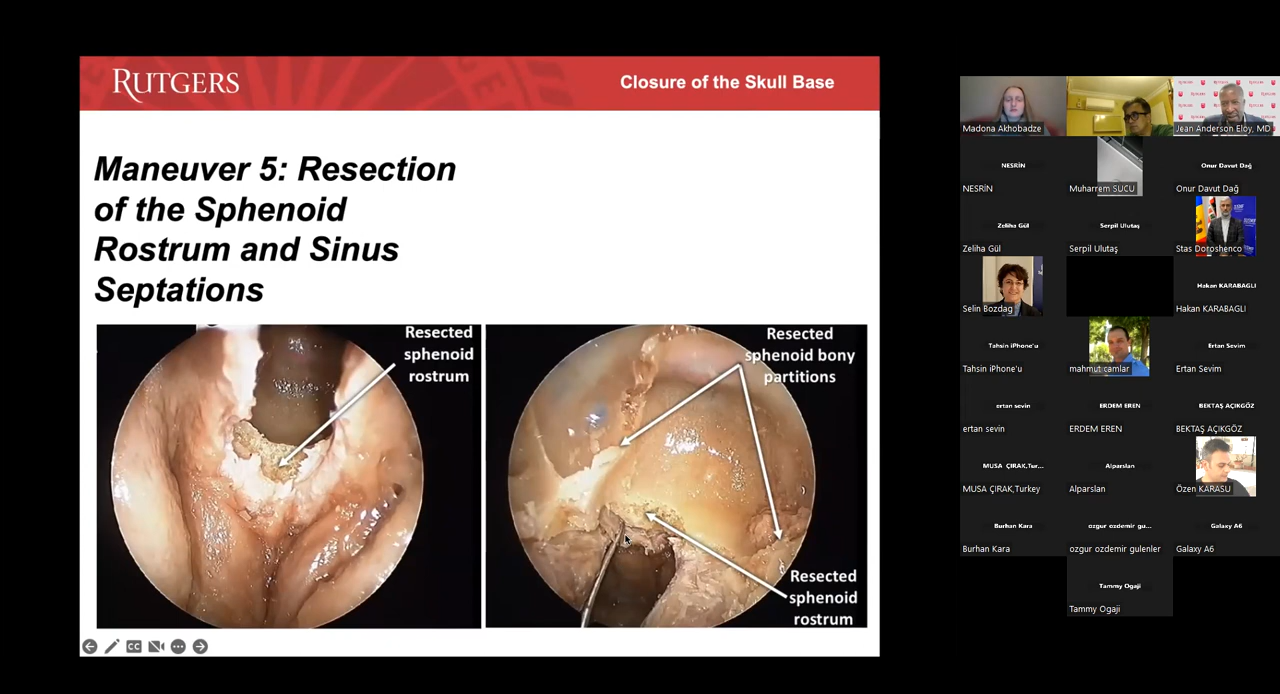 RUTGERS
Closure of the Skull Base
Maneuver 5: Resection
of the Sphenoid
Rostrum and Sinus
Septations
Resected
sphenoid
rostrum
Resected
sphenoid bony
partitions
Resected
sphenoid
rostrum
CC
Madona Akhobadze
Jean Anderson Eloy, MD
NESRİN
NESRİN
Muharrem SUCU
Onur Davut Dağ
Onur Davut Dağ
Zeliha Gül
Zeliha Gül
Serpil Ulutaş
Serpil Ulutaş
Stas Doroshenco
Selin Bozdag
Hakan KARABAGLI
Hakan KARABAGLI
Tahsin iPhone'u
Tahsin iPhone'u
mahmut camlar
Ertan Sevim
Ertan Sevim
ertan sevin
ertan sevin
ERDEM EREN
ERDEM EREN
BEKTAŞ AÇIKGÖZ
BEKTAŞ AÇIKGÖZ
MUSA ÇIRAK,Tur...
MUSA ÇIRAK,Turkey
Alparslan
Alparslan
Özen KARASU
Burhan Kara
Burhan Kara
ozgur ozdemir gu...
ozgur ozdemir gulenler
Galaxy A6
Galaxy A6
Tammy Ogaji
Tammy Ogaji